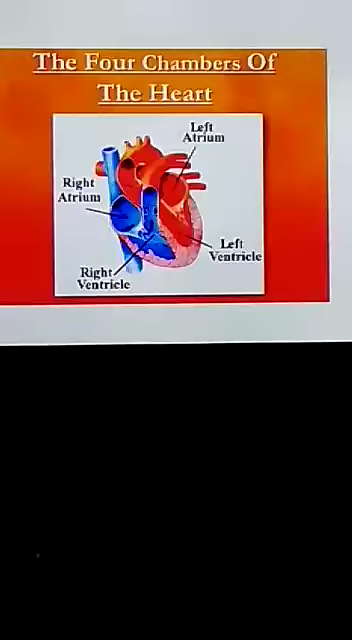 The Four Chambers Of
The Heart
Left
Atrium
Right
Atrium
Left
Ventricle
Right
Ventricle